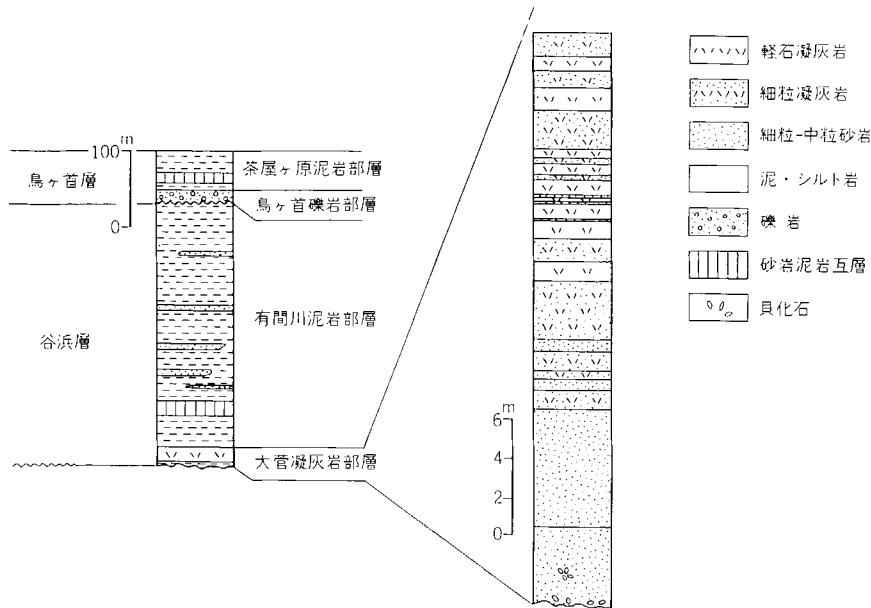 m
100
0
鳥ヶ首層
谷浜層
茶屋ヶ原泥岩部層
鳥ヶ首礫岩部層
有間川泥岩部層
大菅凝灰岩部層
m
6
4
2
0
軽石凝灰岩
細粒凝灰岩
細粒-中粒砂岩
泥・シルト岩
礫岩
砂岩泥岩互層
貝化石